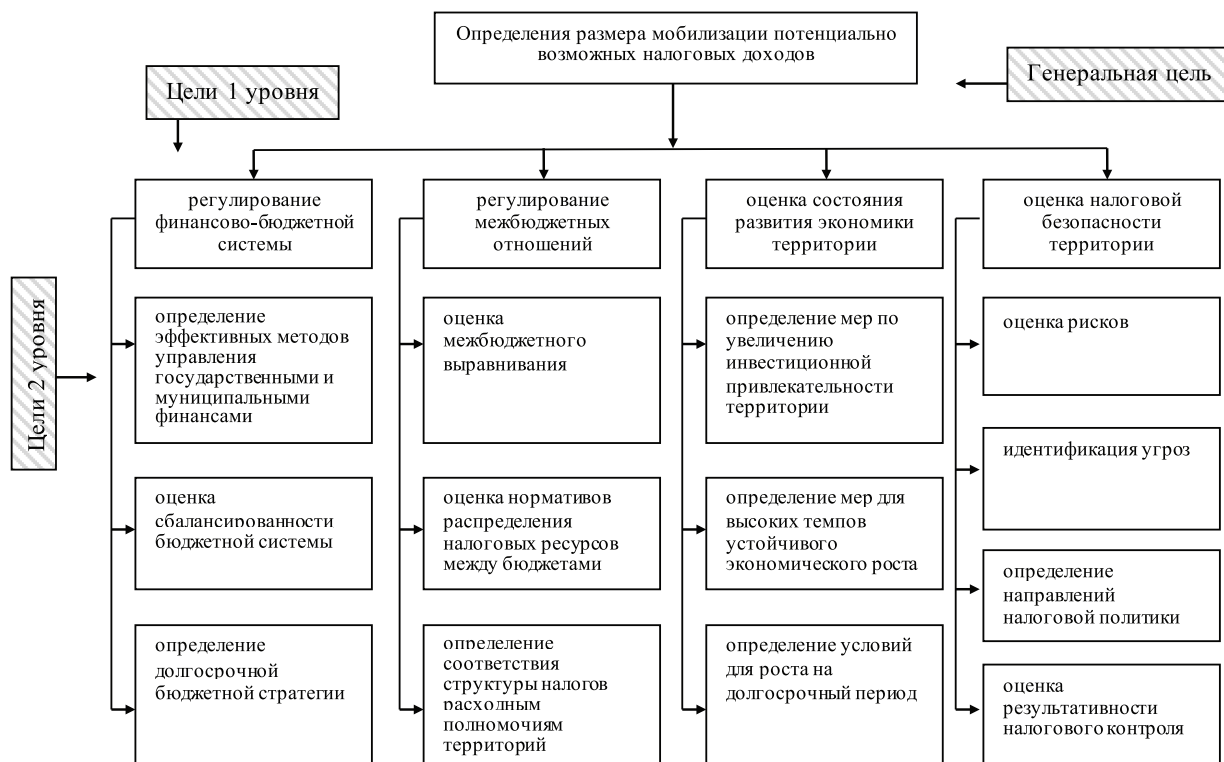 Определения размера мобилизации потенциально
возможных налоговых доходов
Генеральная цель
Цели 1 уровня
регулирование
финансово-бюджетной
системы
регулирование
межбюджетных
отношений
оценка состояния
развития экономики
территории
оценка налоговой
безопасности
территории
Цели 2 уровня
определение
эффективных методов
управления
государственными и
муниципальными
финансами
оценка
межбюджетного
выравнивания
определение мер по
увеличению
инвестиционной
привлекательности
территории
оценка рисков
идентификация угроз
оценка
сбалансированности
бюджетной системы
оценка нормативов
распределения
налоговых ресурсов
между бюджетами
определение мер для
высоких темпов
устойчивого
экономического роста
определение
направлений
налоговой политики
определение
долгосрочной
бюджетной стратегии
определение
соответствия
структуры налогов
расходным
полномочиям
территорий
определение условий
для роста на
долгосрочный период
оценка
результативности
налогового контроля